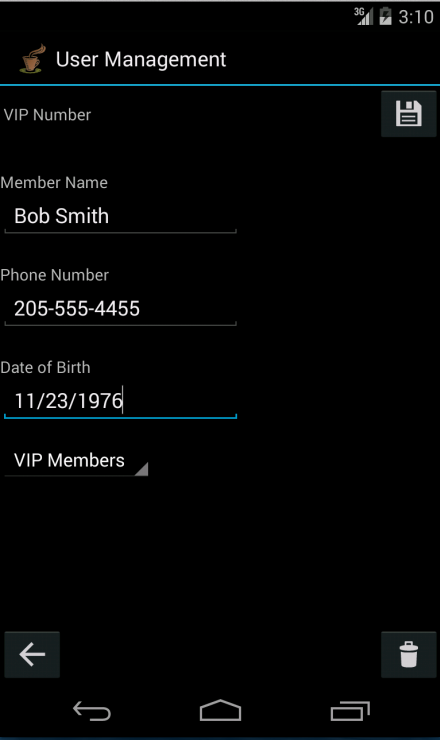 3G 3:10
User Management
VIP Number
Member Name
Bob Smith
Phone Number
205-555-4455
Date of Birth
11/23/1976
VIP Members